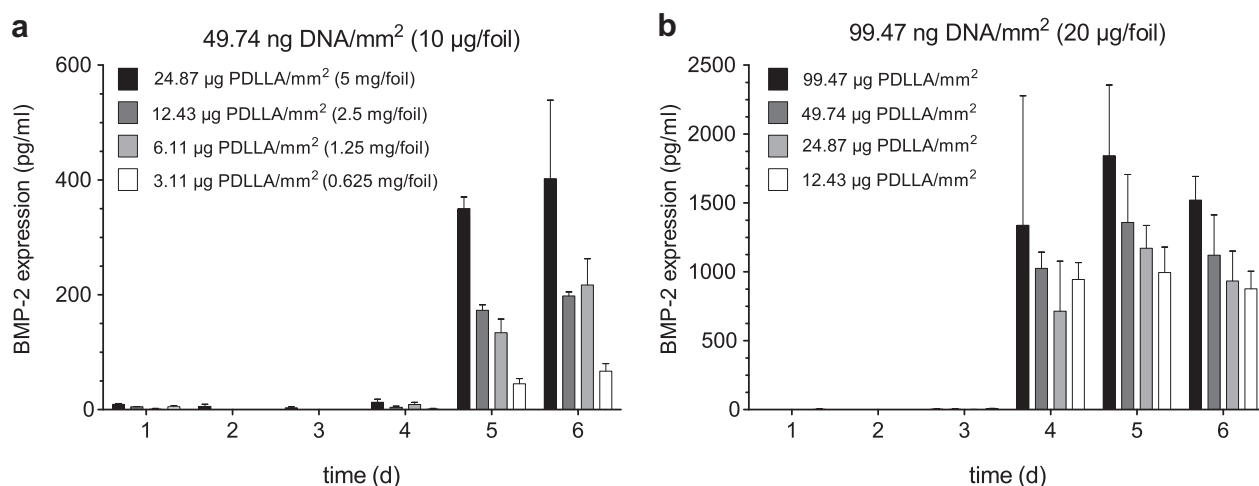 a
49.74 ng DNA/mm² (10 µg/foil)
BMP-2 expression (pg/ml)
600
400
200
0
24.87 µg PDLLA/mm² (5 mg/foil)
12.43 µg PDLLA/mm² (2.5 mg/foil)
6.11 µg PDLLA/mm² (1.25 mg/foil)
3.11 µg PDLLA/mm² (0.625 mg/foil)
1 2 3 4 5 6
time (d)
b
99.47 ng DNA/mm² (20 µg/foil)
BMP-2 expression (pg/ml)
2500
2000
1500
1000
500
0
99.47 µg PDLLA/mm²
49.74 µg PDLLA/mm²
24.87 µg PDLLA/mm²
12.43 µg PDLLA/mm²
1 2 3 4 5 6
time (d)